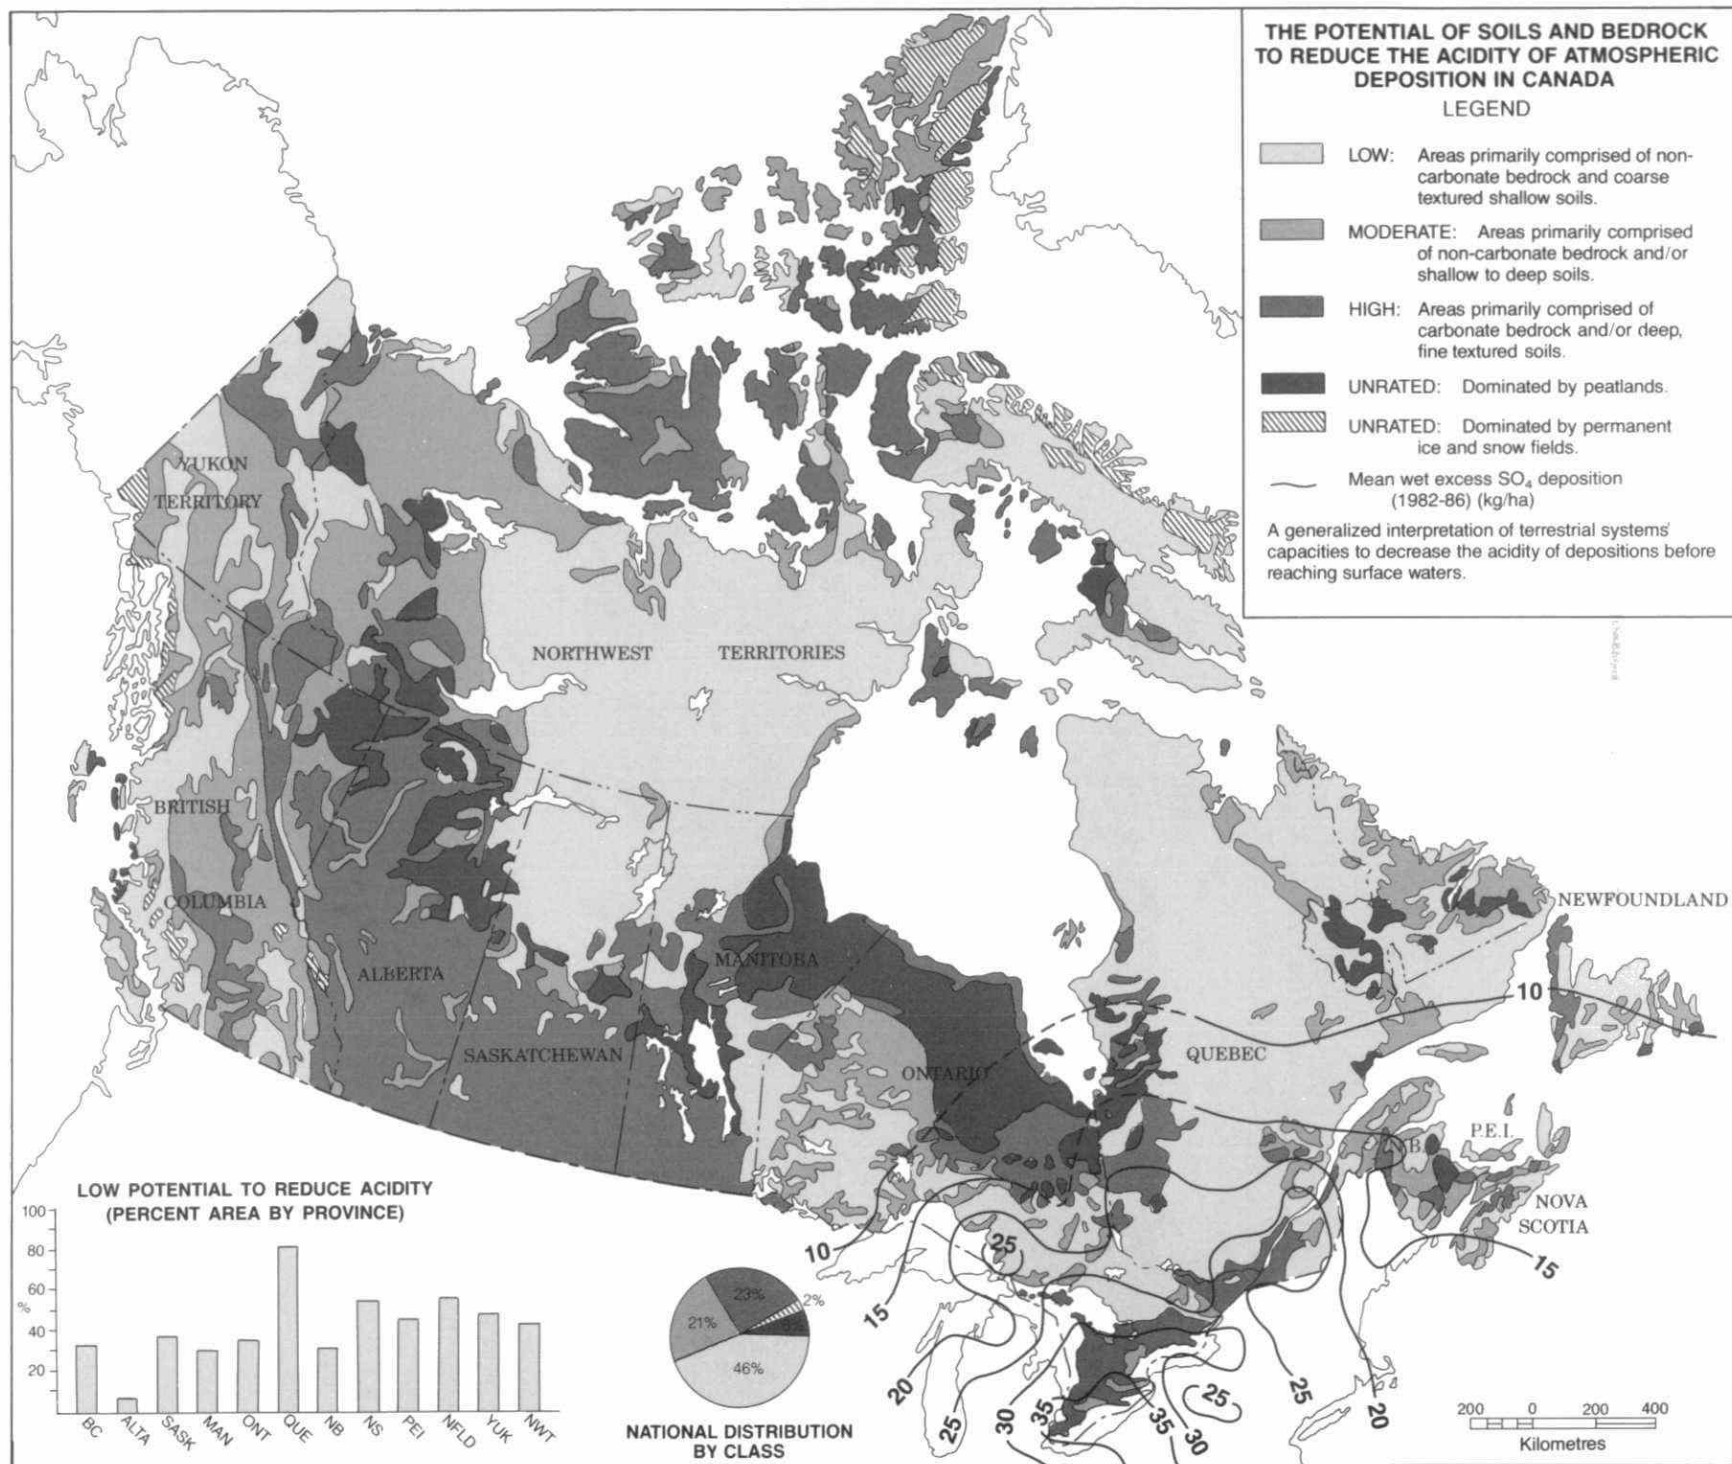 THE POTENTIAL OF SOILS AND BEDROCK
TO REDUCE THE ACIDITY OF ATMOSPHERIC
DEPOSITION IN CANADA
LEGEND
LOW: Areas primarily comprised of non-
carbonate bedrock and coarse
textured shallow soils.
MODERATE: Areas primarily comprised
of non-carbonate bedrock and/or
shallow to deep soils.
HIGH: Areas primarily comprised of
carbonate bedrock and/or deep,
fine textured soils.
UNRATED: Dominated by peatlands.
UNRATED: Dominated by permanent
ice and snow fields.
Mean wet excess SO₄ deposition
(1982-86) (kg/ha)
A generalized interpretation of terrestrial systems'
capacities to decrease the acidity of depositions before
reaching surface waters.
YUKON
TERRITORY
NORTHWEST TERRITORIES
BRITISH
COLUMBIA
ALBERTA
SASKATCHEWAN
MANITOBA
ONTARIO
QUEBEC
NEWFOUNDLAND
N.B.
P.E.I.
NOVA
SCOTIA
10
10
15
15
20
25
25
30
35
35
30
25
25
20
LOW POTENTIAL TO REDUCE ACIDITY
(PERCENT AREA BY PROVINCE)
100
80
60
%
40
20
BC ALTA SASK MAN ONT QUE NB NS PEI NFLD YUK NWT
23%
2%
21%
8%
46%
NATIONAL DISTRIBUTION
BY CLASS
200 0 200 400
Kilometres